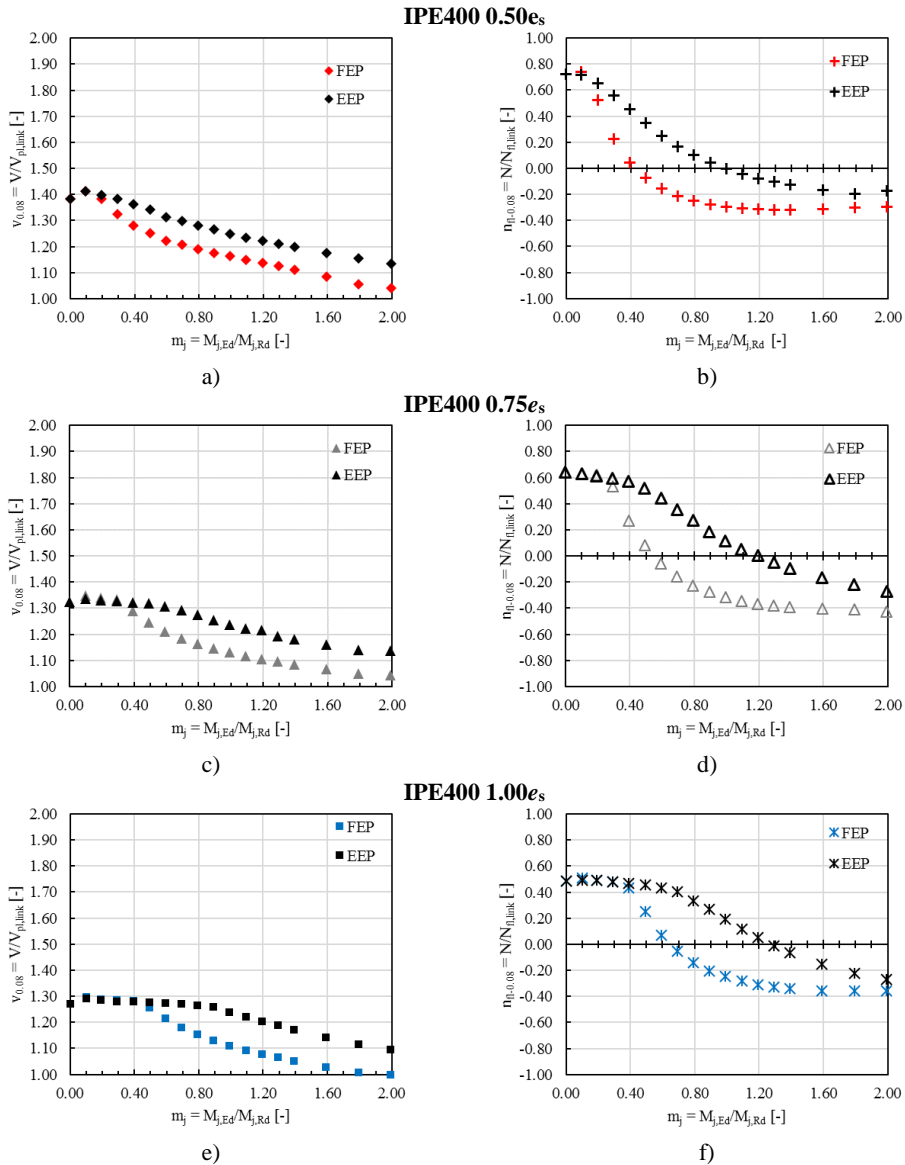 IPE400 0.50eₛ
2.00
1.90
1.80
1.70
1.60
1.50
1.40
1.30
1.20
1.10
1.00
0.00 0.40 0.80 1.20 1.60 2.00
v₀.₀₈ = V/Vpl,link [-]
mⱼ = Mj,Ed/Mj,Rd [-]
FEP
EEP
a)
1.00
0.80
0.60
0.40
0.20
0.00
-0.20
-0.40
-0.60
-0.80
-1.00
0.00 0.40 0.80 1.20 1.60 2.00
nfl-0.08 = N/Nfl,link [-]
mⱼ = Mj,Ed/Mj,Rd [-]
FEP
EEP
b)
IPE400 0.75eₛ
2.00
1.90
1.80
1.70
1.60
1.50
1.40
1.30
1.20
1.10
1.00
0.00 0.40 0.80 1.20 1.60 2.00
v₀.₀₈ = V/Vpl,link [-]
mⱼ = Mj,Ed/Mj,Rd [-]
FEP
EEP
c)
1.00
0.80
0.60
0.40
0.20
0.00
-0.20
-0.40
-0.60
-0.80
-1.00
0.00 0.40 0.80 1.20 1.60 2.00
nfl-0.08 = N/Nfl,link [-]
mⱼ = Mj,Ed/Mj,Rd [-]
FEP
EEP
d)
IPE400 1.00eₛ
2.00
1.90
1.80
1.70
1.60
1.50
1.40
1.30
1.20
1.10
1.00
0.00 0.40 0.80 1.20 1.60 2.00
v₀.₀₈ = V/Vpl,link [-]
mⱼ = Mj,Ed/Mj,Rd [-]
FEP
EEP
e)
1.00
0.80
0.60
0.40
0.20
0.00
-0.20
-0.40
-0.60
-0.80
-1.00
0.00 0.40 0.80 1.20 1.60 2.00
nfl-0.08 = N/Nfl,link [-]
mⱼ = Mj,Ed/Mj,Rd [-]
FEP
EEP
f)